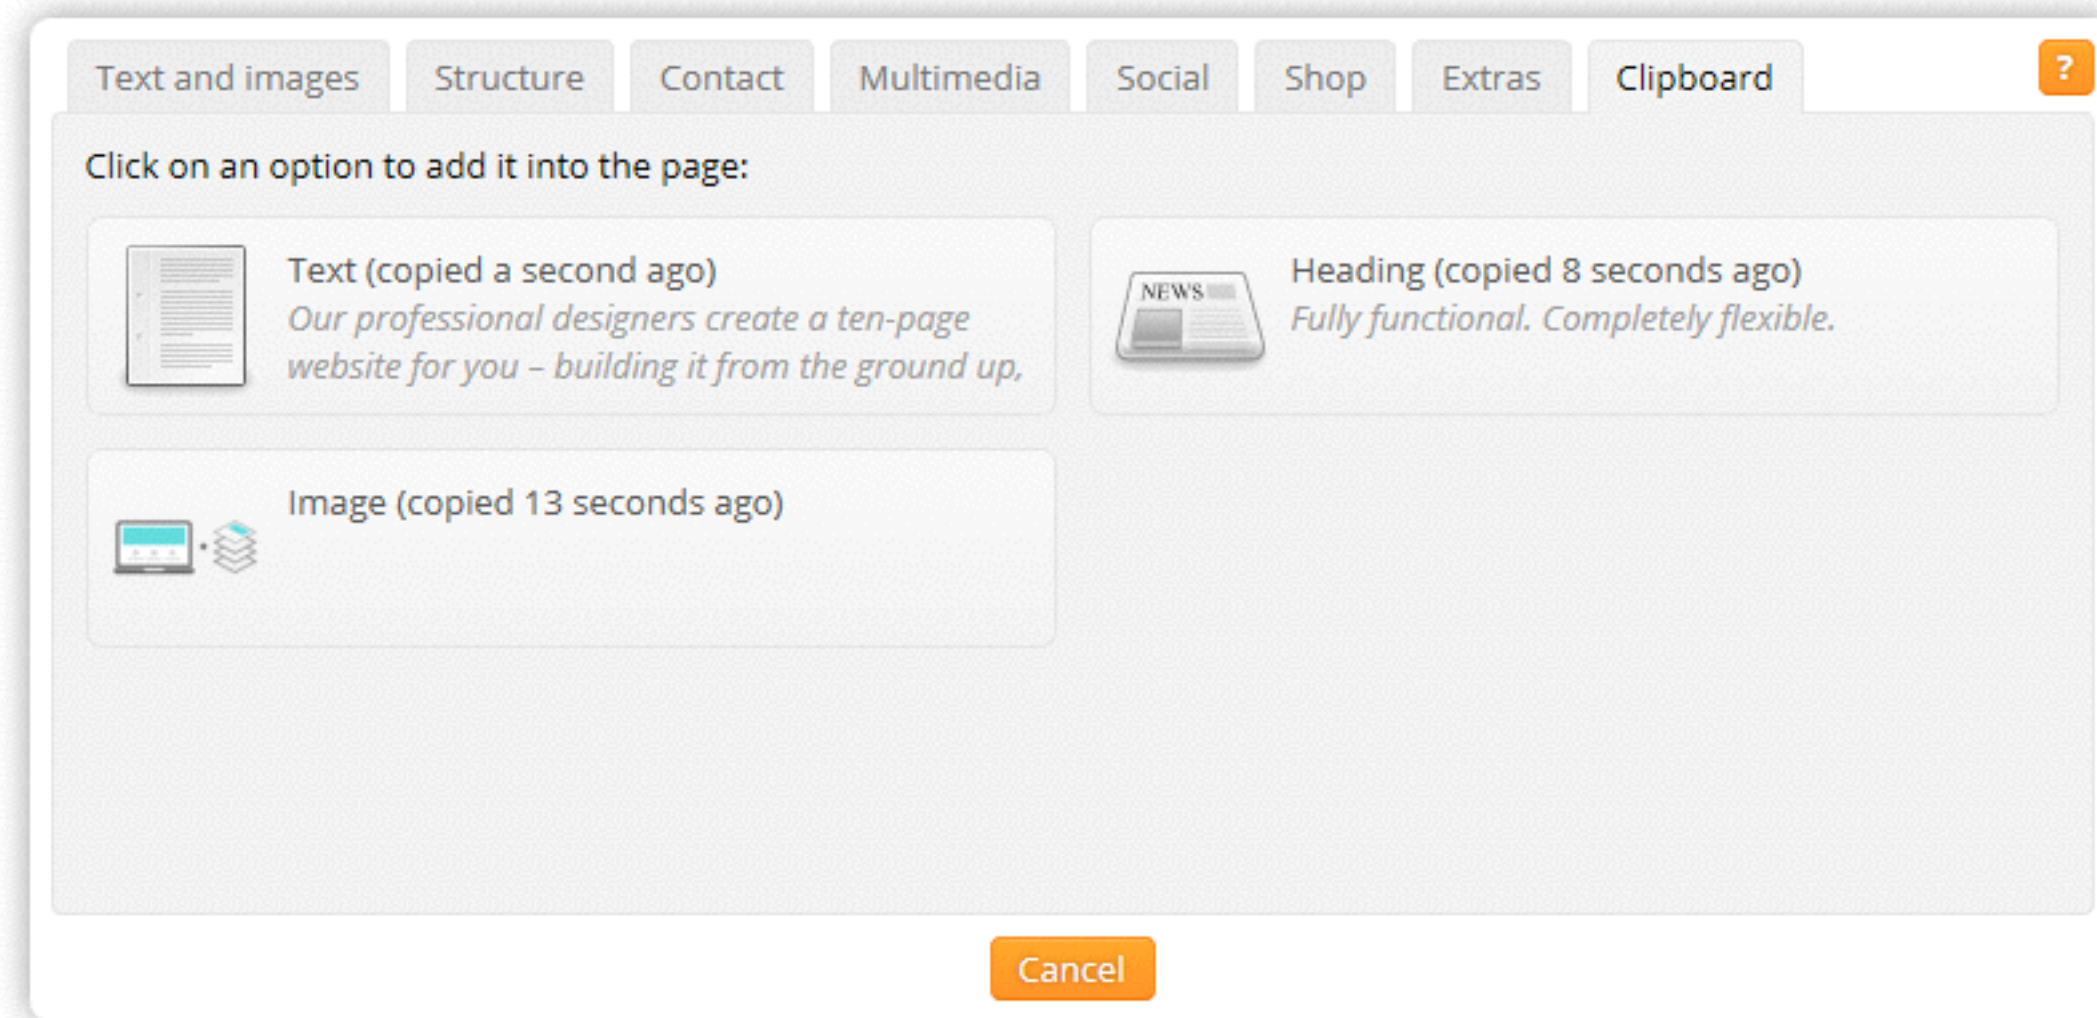 Text and images
Structure
Contact
Multimedia
Social
Shop
Extras
Clipboard
?
Click on an option to add it into the page:
Text (copied a second ago)
Our professional designers create a ten-page
website for you – building it from the ground up,
NEWS
Heading (copied 8 seconds ago)
Fully functional. Completely flexible.
Image (copied 13 seconds ago)
Cancel